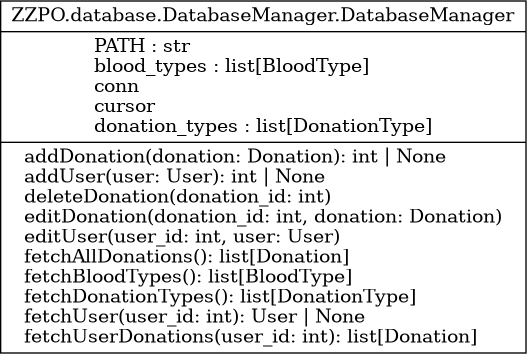 ZZPO.database.DatabaseManager.DatabaseManager
PATH : str
blood_types : list[BloodType]
conn
cursor
donation_types : list[DonationType]
addDonation(donation: Donation): int | None
addUser(user: User): int | None
deleteDonation(donation_id: int)
editDonation(donation_id: int, donation: Donation)
editUser(user_id: int, user: User)
fetchAllDonations(): list[Donation]
fetchBloodTypes(): list[BloodType]
fetchDonationTypes(): list[DonationType]
fetchUser(user_id: int): User | None
fetchUserDonations(user_id: int): list[Donation]